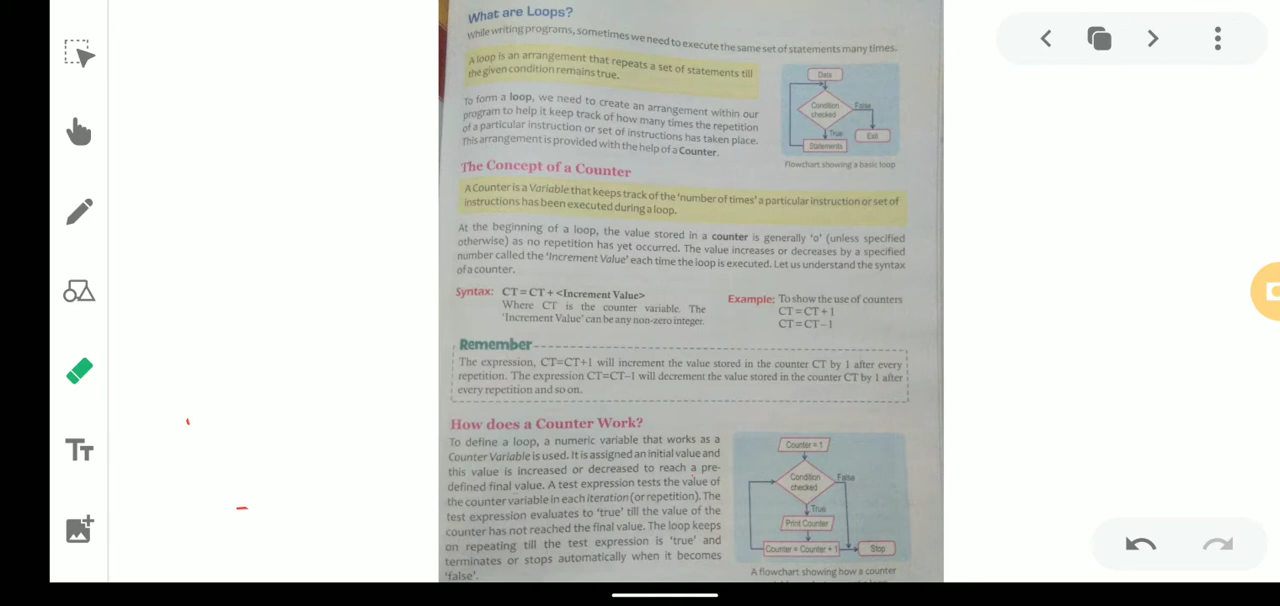 What are Loops?
While writing programs, sometimes we need to execute the same set of statements many times.
A loop is an arrangement that repeats a set of statements till
the given condition remains true.
To form a loop, we need to create an arrangement within our
program to help it keep track of how many times the repetition
of a particular instruction or set of instructions has taken place.
This arrangement is provided with the help of a Counter.
Data
Condition
checked
False
True
Exit
Statements
Flowchart showing a basic loop
The Concept of a Counter
A Counter is a Variable that keeps track of the 'number of times' a particular instruction or set of
instructions has been executed during a loop.
At the beginning of a loop, the value stored in a counter is generally 'o' (unless specified
otherwise) as no repetition has yet occurred. The value increases or decreases by a specified
number called the 'Increment Value' each time the loop is executed. Let us understand the syntax
of a counter.
Syntax: CT = CT + <Increment Value>
Where CT is the counter variable. The
'Increment Value' can be any non-zero integer.
Example: To show the use of counters
CT = CT + 1
CT = CT – 1
Remember
The expression, CT=CT+1 will increment the value stored in the counter CT by 1 after every
repetition. The expression CT=CT–1 will decrement the value stored in the counter CT by 1 after
every repetition and so on.
How does a Counter Work?
To define a loop, a numeric variable that works as a
Counter Variable is used. It is assigned an initial value and
this value is increased or decreased to reach a pre-
defined final value. A test expression tests the value of
the counter variable in each iteration (or repetition). The
test expression evaluates to 'true' till the value of the
counter has not reached the final value. The loop keeps
on repeating till the test expression is 'true' and
terminates or stops automatically when it becomes
'false'.
Counter = 1
Condition
checked
False
True
Print Counter
Counter = Counter + 1
Stop
A flowchart showing how a counter
Tt